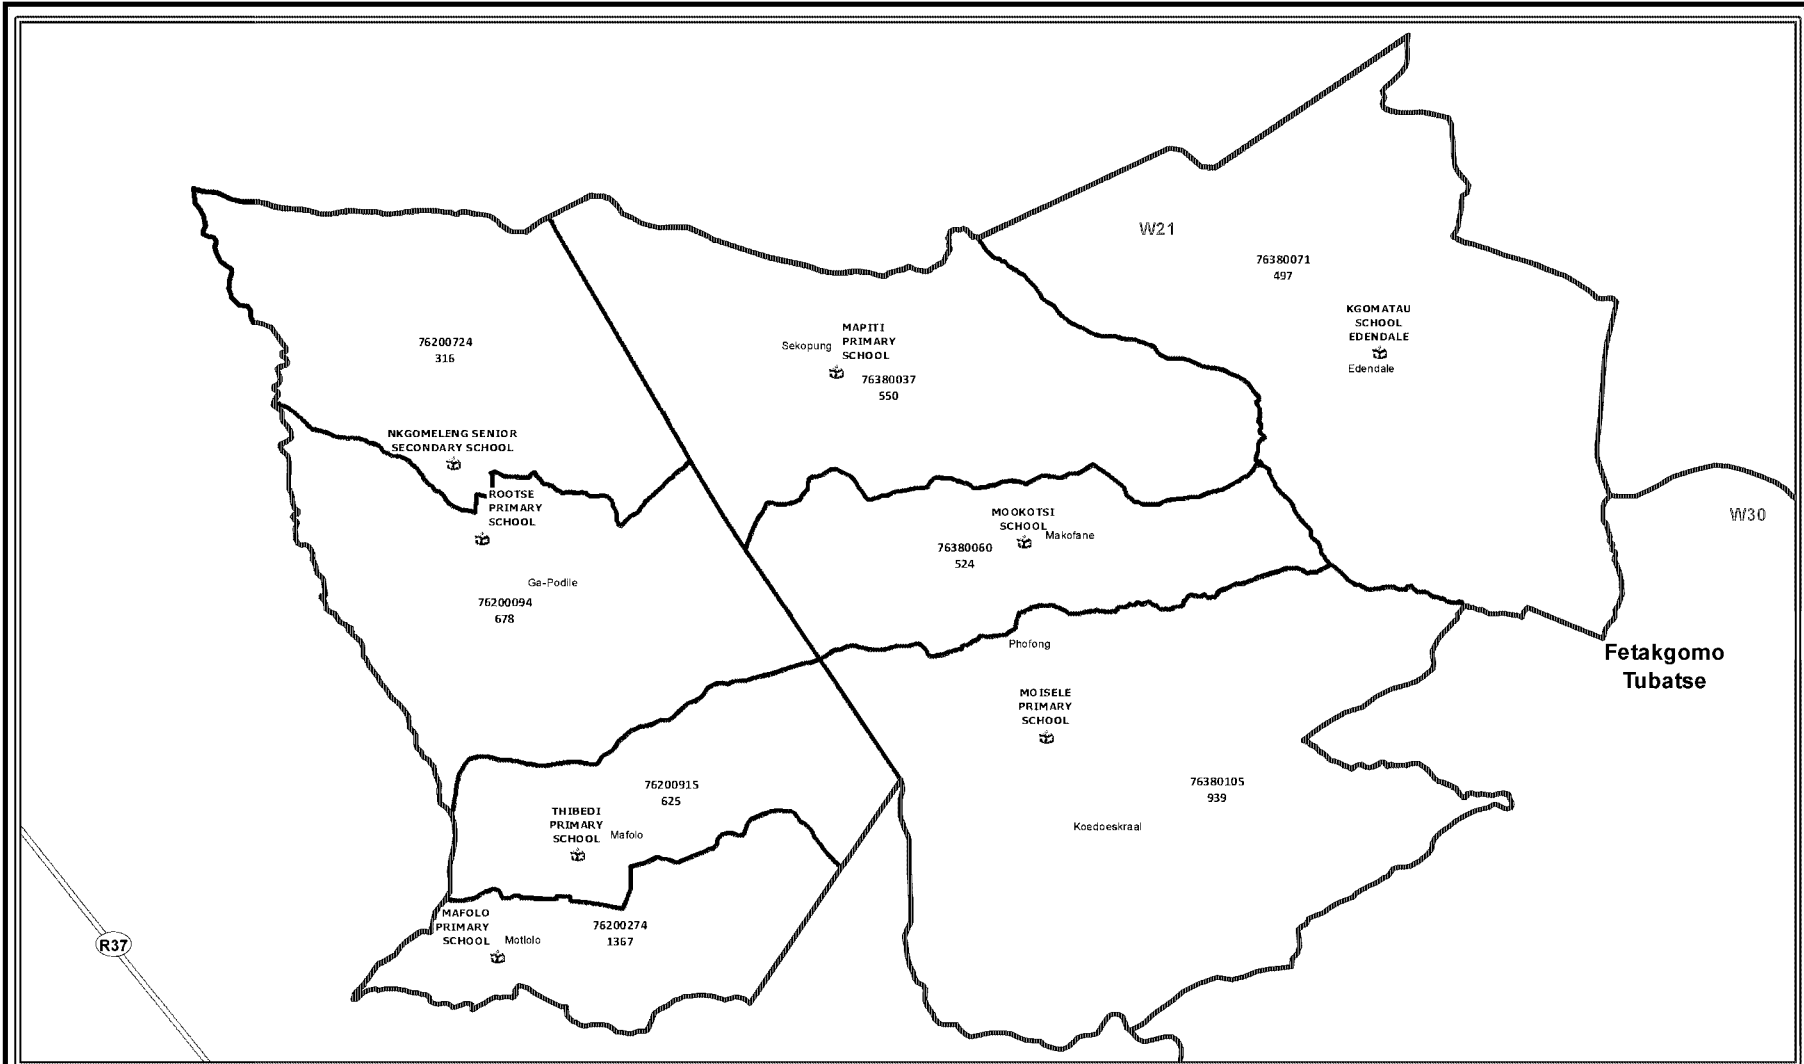 W21
76380071
497
KGOMATAU
SCHOOL
EDENDALE
Edendale
MAPITI
PRIMARY
SCHOOL
Sekopung
76380037
550
76200724
316
NKGOMELENG SENIOR
SECONDARY SCHOOL
ROOTSE
PRIMARY
SCHOOL
MOOKOTSI
SCHOOL
Makofane
76380060
524
W30
Ga-Podile
76200094
678
Phofong
Fetakgomo
Tubatse
MOISELE
PRIMARY
SCHOOL
76200915
625
76380105
939
THIBEDI
PRIMARY
SCHOOL
Mafolo
Koedoeskraal
MAFOLO
PRIMARY
SCHOOL
Motlolo
76200274
1367
R37